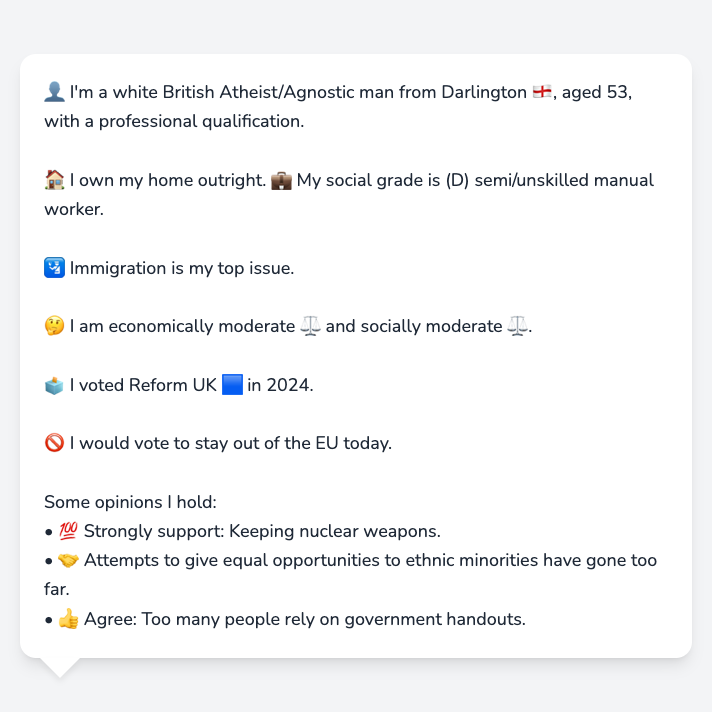 👤 I'm a white British Atheist/Agnostic man from Darlington 🏴󠁧󠁢󠁥󠁮󠁧󠁿, aged 53,
with a professional qualification.
🏠 I own my home outright. 💼 My social grade is (D) semi/unskilled manual
worker.
🛂 Immigration is my top issue.
🤔 I am economically moderate ⚖️ and socially moderate ⚖️.
🗳️ I voted Reform UK 🟦 in 2024.
🚫 I would vote to stay out of the EU today.
Some opinions I hold:
• 💯 Strongly support: Keeping nuclear weapons.
• 🤝 Attempts to give equal opportunities to ethnic minorities have gone too
far.
• 👍 Agree: Too many people rely on government handouts.